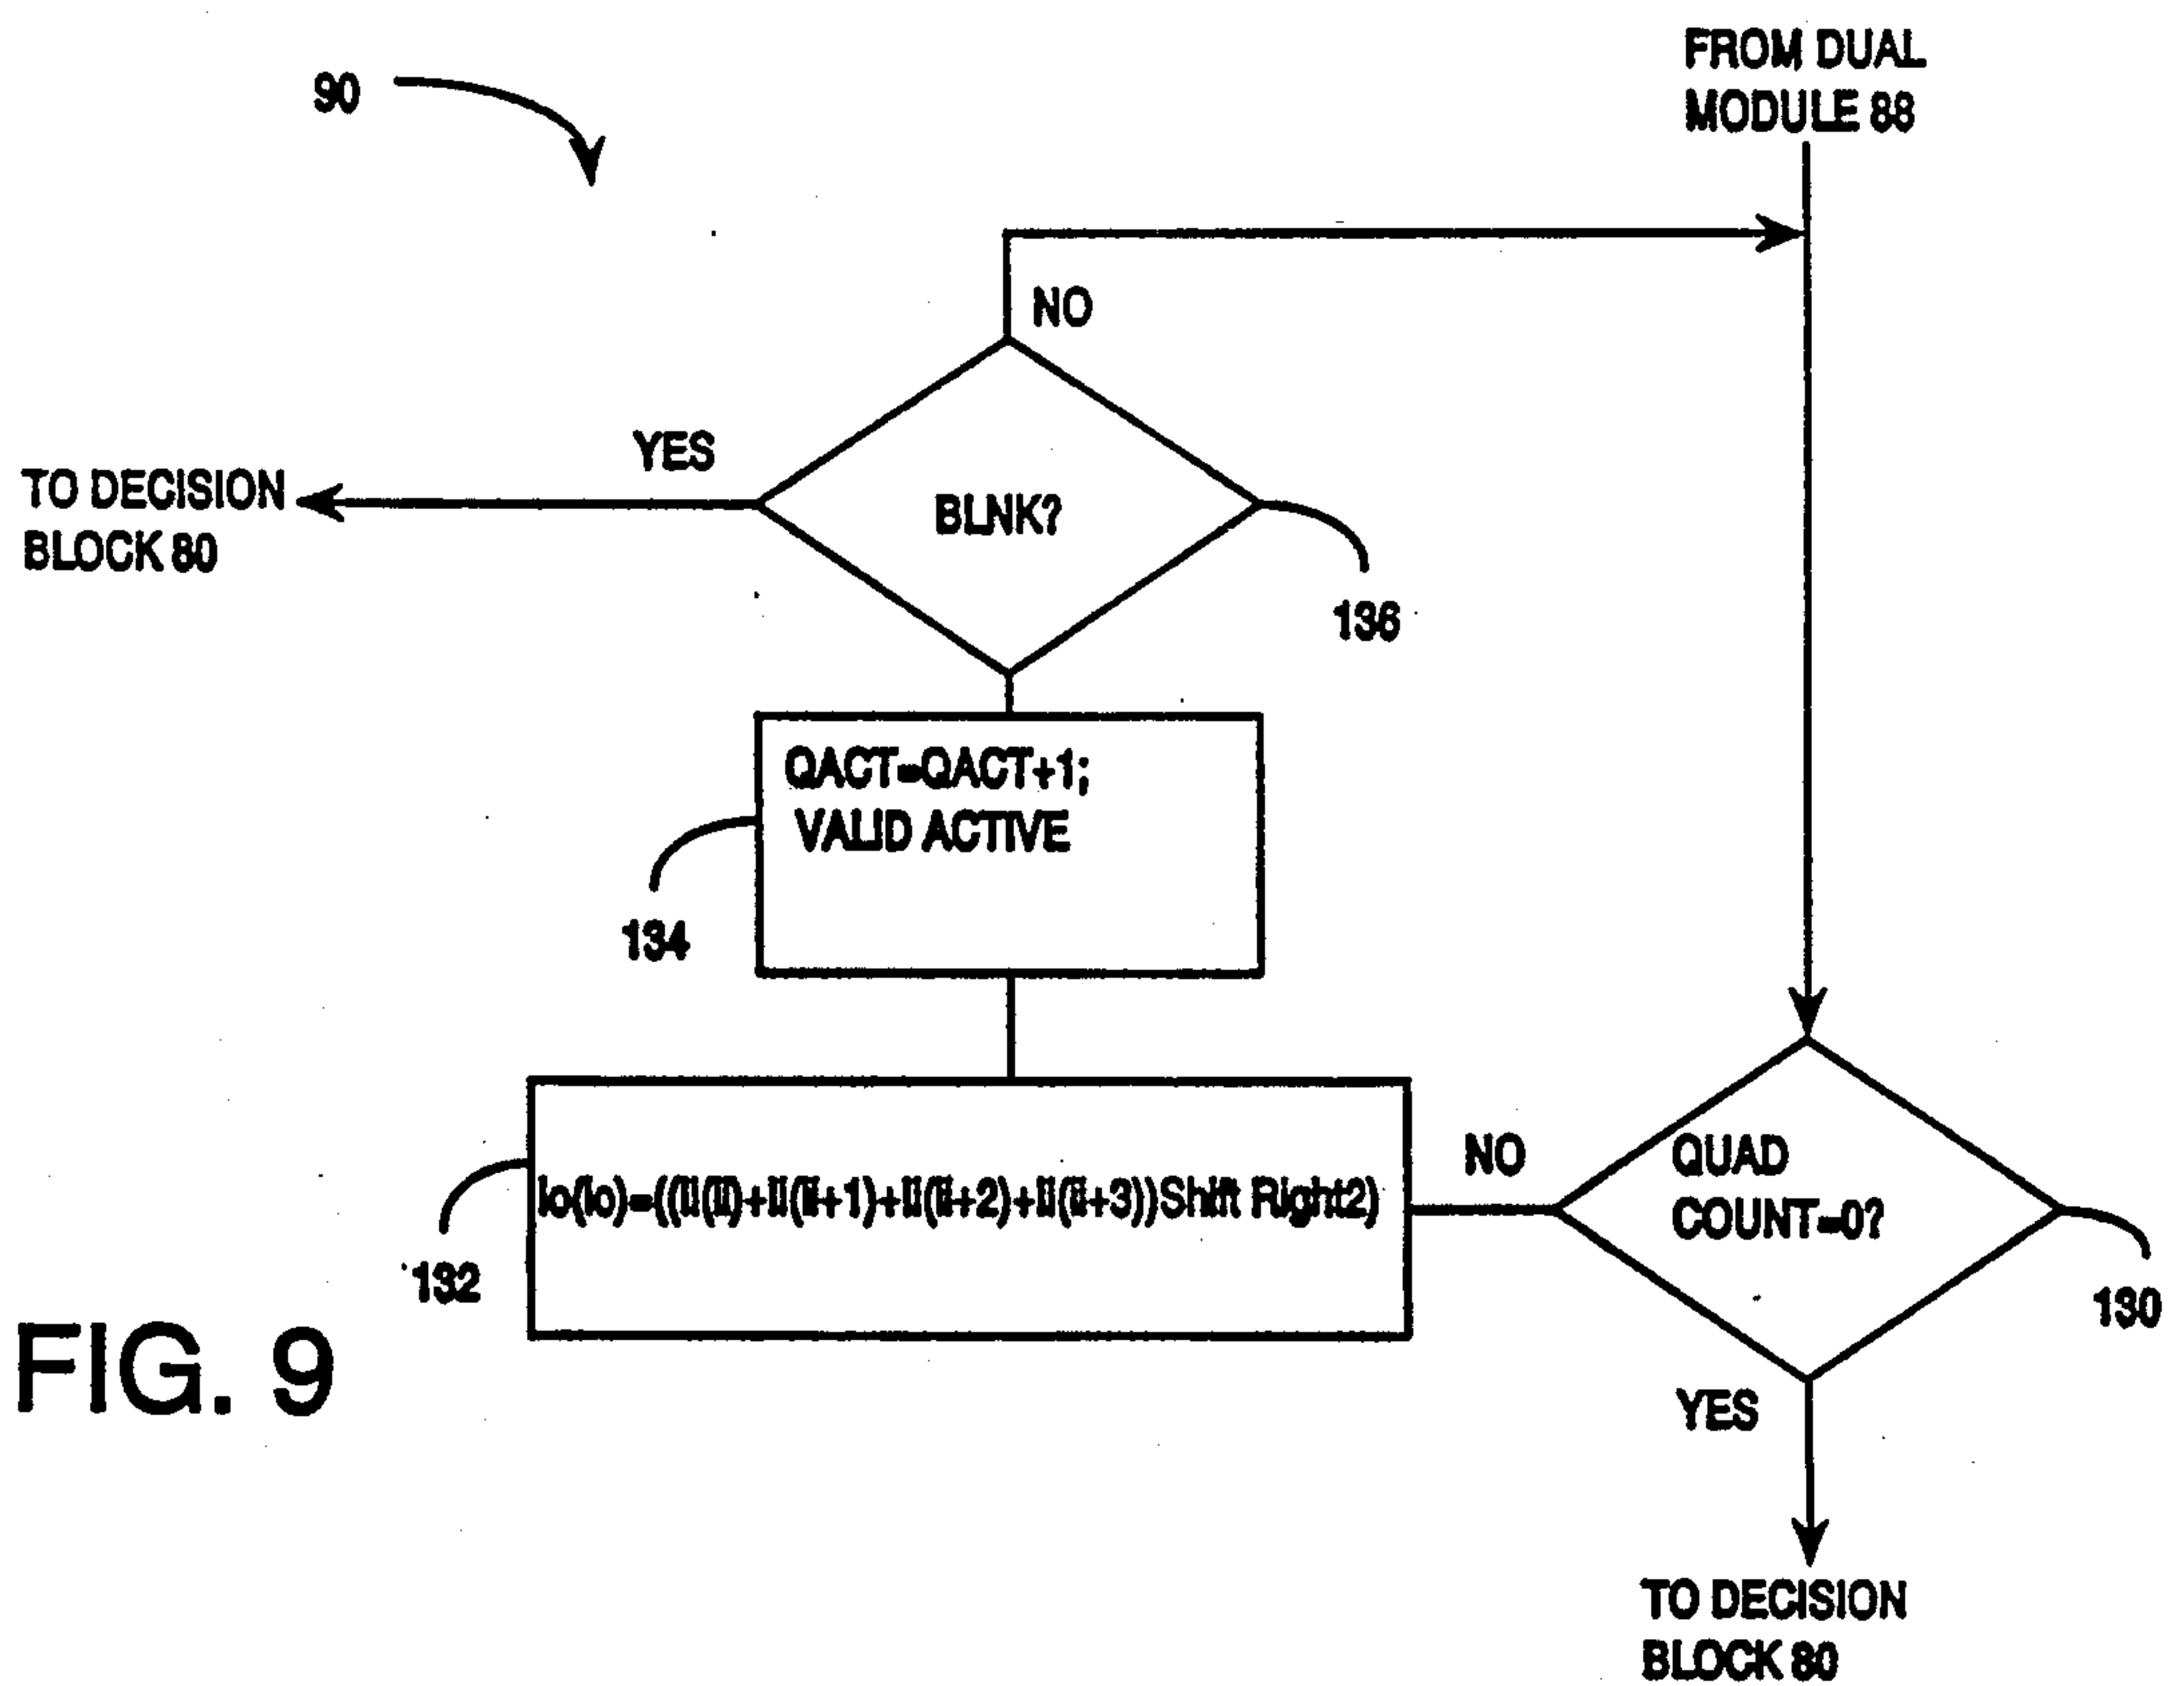 90
FROM DUAL
MODULE 88
NO
YES
TO DECISION
BLOCK 80
BLNK?
136
QACT=QACT+1;
VALID ACTIVE
134
Io(Io)=((Ii(Ii)+Ii(Ii+1)+Ii(Ii+2)+Ii(Ii+3))Shift Right2)
132
NO
QUAD
COUNT=0?
130
YES
TO DECISION
BLOCK 80
FIG. 9